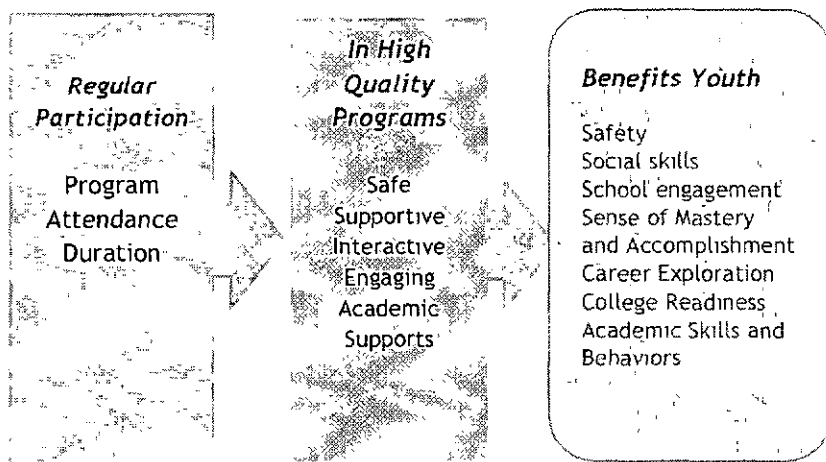 Regular
Participation
Program
Attendance
Duration
In High
Quality
Programs
Safe
Supportive
Interactive
Engaging
Academic
Supports
Benefits Youth
Safety
Social skills
School engagement
Sense of Mastery
and Accomplishment
Career Exploration
College Readiness
Academic Skills and
Behaviors